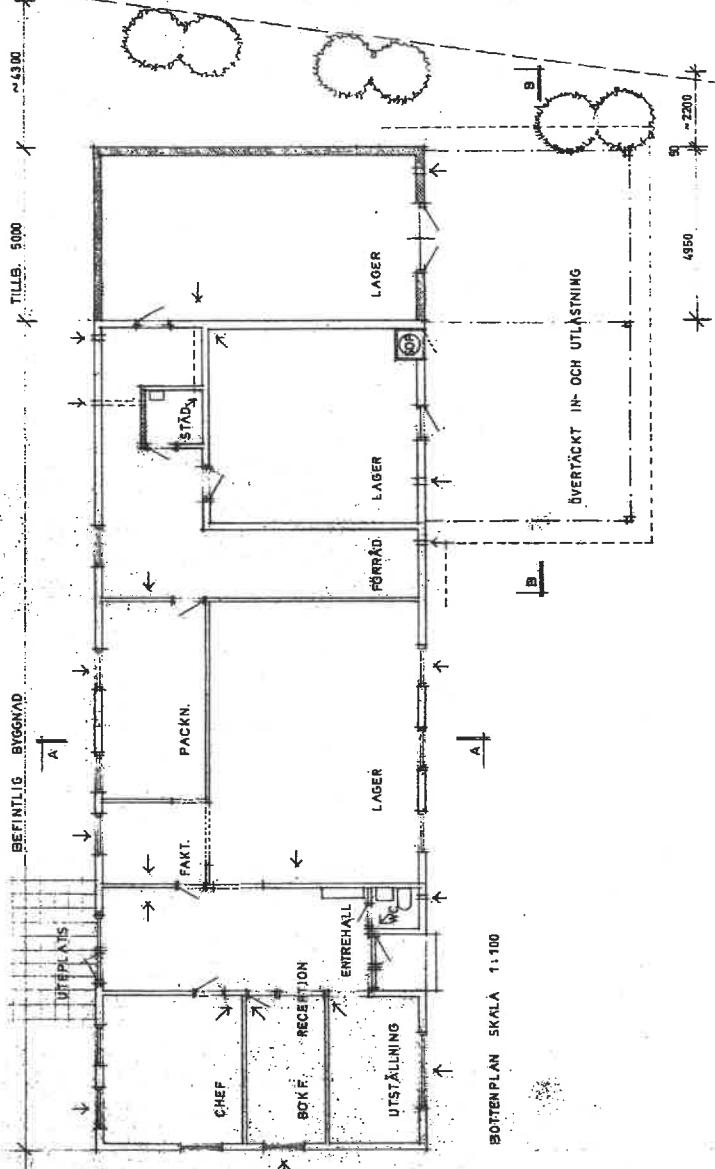 BEFINTLIG BYGGNAD
TILLB. 5000
~4300
UTEPLATS
A
CHEF
BOKF.
RECEPTION
UTSTÄLLNING
ENTREHALL
WC
FAKT.
PACKN.
LAGER
FÖRRÅD
STÄD
LAGER
SOP
LAGER
A
B
B
ÖVERTÄCKT IN- OCH UTLASTNING
4950
50
~2200
BOTTENPLAN SKALA 1:100